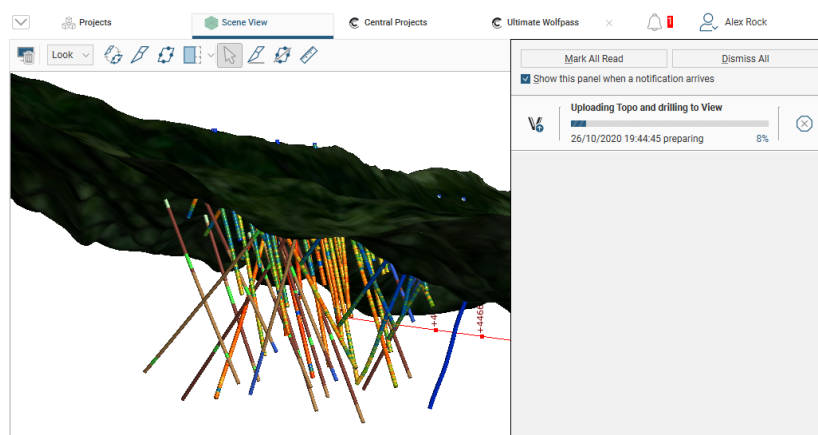 Projects
Scene View
Central Projects
Ultimate Wolfpass
1
Alex Rock
Look
Mark All Read
Dismiss All
Show this panel when a notification arrives
Uploading Topo and drilling to View
26/10/2020 19:44:45 preparing
8%
+4
+4466